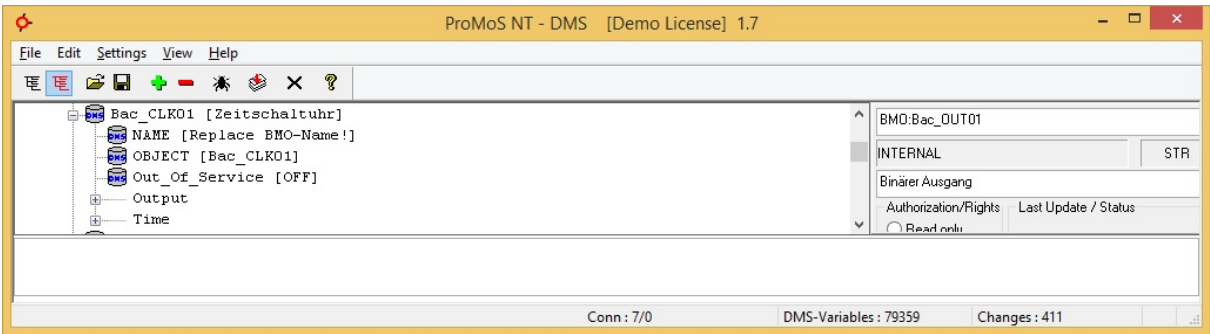 ProMoS NT - DMS [Demo License] 1.7
File Edit Settings View Help
Bac_CLK01 [Zeitschaltuhr]
NAME [Replace BMO-Name!]
OBJECT [Bac_CLK01]
Out_Of_Service [OFF]
Output
Time
BMO:Bac_OUT01
INTERNAL STR
Binärer Ausgang
Authorization/Rights Last Update / Status
Read only
Conn : 7/0 DMS-Variables : 79359 Changes : 411